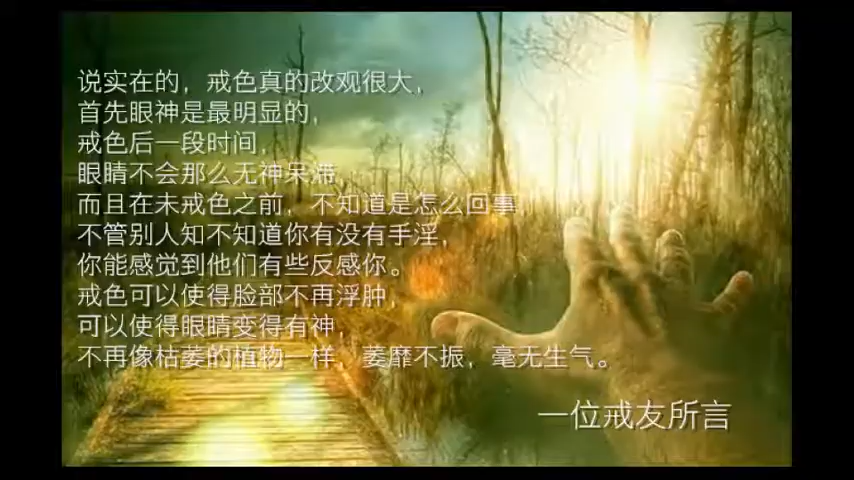 说实在的，戒色真的改观很大，
首先眼神是最明显的，
戒色后一段时间，
眼睛不会那么无神呆滞，
而且在未戒色之前，不知道是怎么回事，
不管别人知不知道你有没有手淫，
你能感觉到他们有些反感你。
戒色可以使得脸部不再浮肿，
可以使得眼睛变得有神，
不再像枯萎的植物一样，萎靡不振，毫无生气。
一位戒友所言